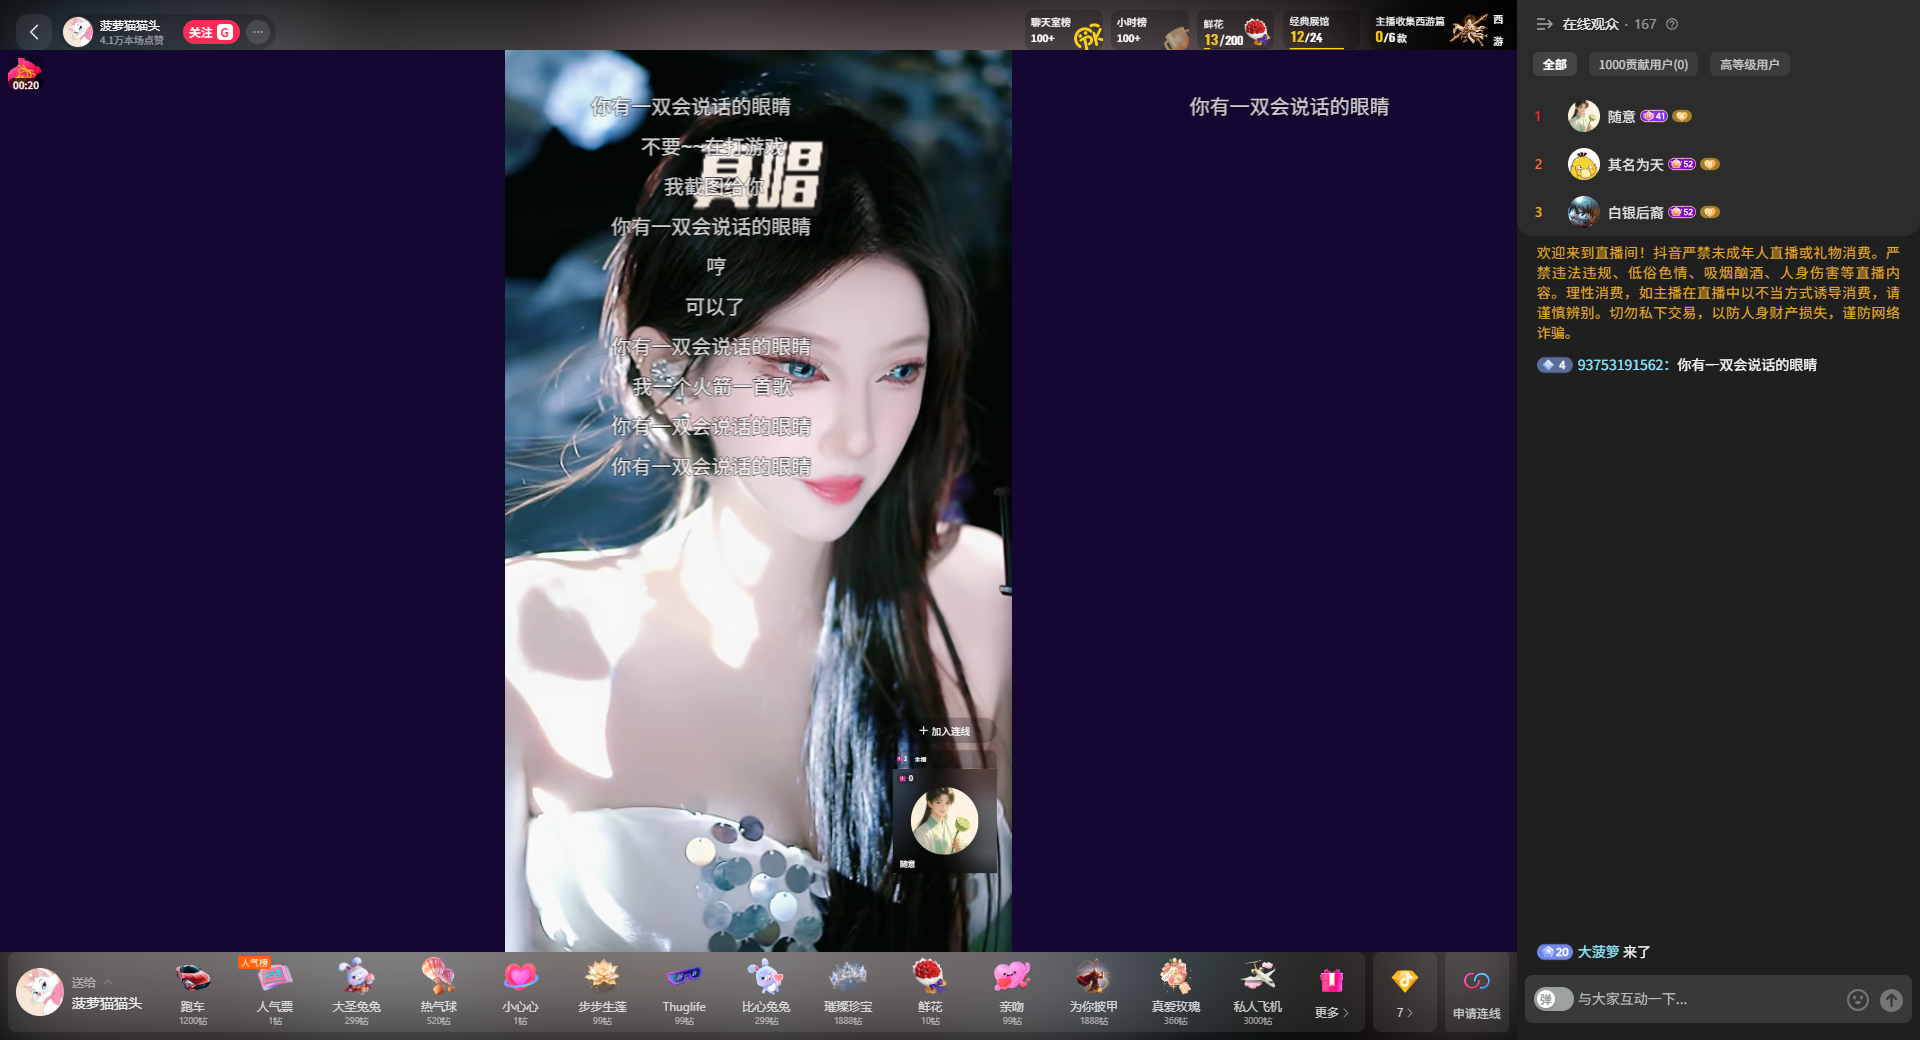 菠萝猫猫头
4.1万本场点赞
关注 G
聊天室榜
100+
小时榜
100+
鲜花
13/200
经典展馆
12/24
主播收集西游篇
0/6款
西
游
00:20
真唱
你有一双会说话的眼睛
不要~~在打游戏
我截图给你
你有一双会说话的眼睛
哼
可以了
你有一双会说话的眼睛
我一个火箭一首歌
你有一双会说话的眼睛
你有一双会说话的眼睛
你有一双会说话的眼睛
+ 加入连线
2 主播
0
随意
在线观众 · 167
全部
1000贡献用户(0)
高等级用户
1 随意 41
2 其名为天 52
3 白银后裔 52
欢迎来到直播间！抖音严禁未成年人直播或礼物消费。严
禁违法违规、低俗色情、吸烟酗酒、人身伤害等直播内
容。理性消费，如主播在直播中以不当方式诱导消费，请
谨慎辨别。切勿私下交易，以防人身财产损失，谨防网络
诈骗。
4 93753191562：你有一双会说话的眼睛
20 大菠箩 来了
弹 与大家互动一下...
送给
菠萝猫猫头
跑车
1200钻
人气榜
人气票
1钻
大圣兔兔
299钻
热气球
520钻
小心心
1钻
步步生莲
99钻
Thuglife
99钻
比心兔兔
299钻
璀璨珍宝
1888钻
鲜花
10钻
亲吻
99钻
为你披甲
1888钻
真爱玫瑰
366钻
私人飞机
3000钻
更多
7
申请连线